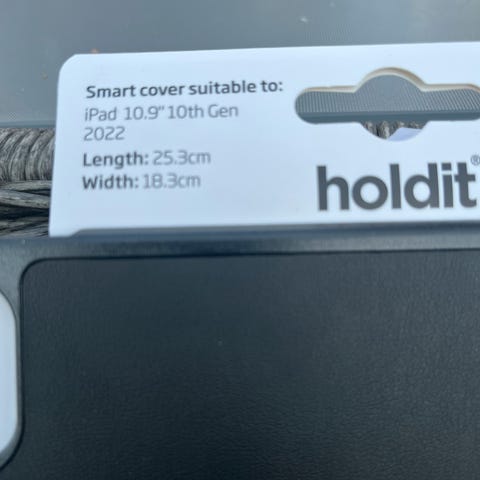 Smart cover suitable to:
iPad 10.9" 10th Gen
2022
Length: 25.3cm
Width: 18.3cm
holdit®